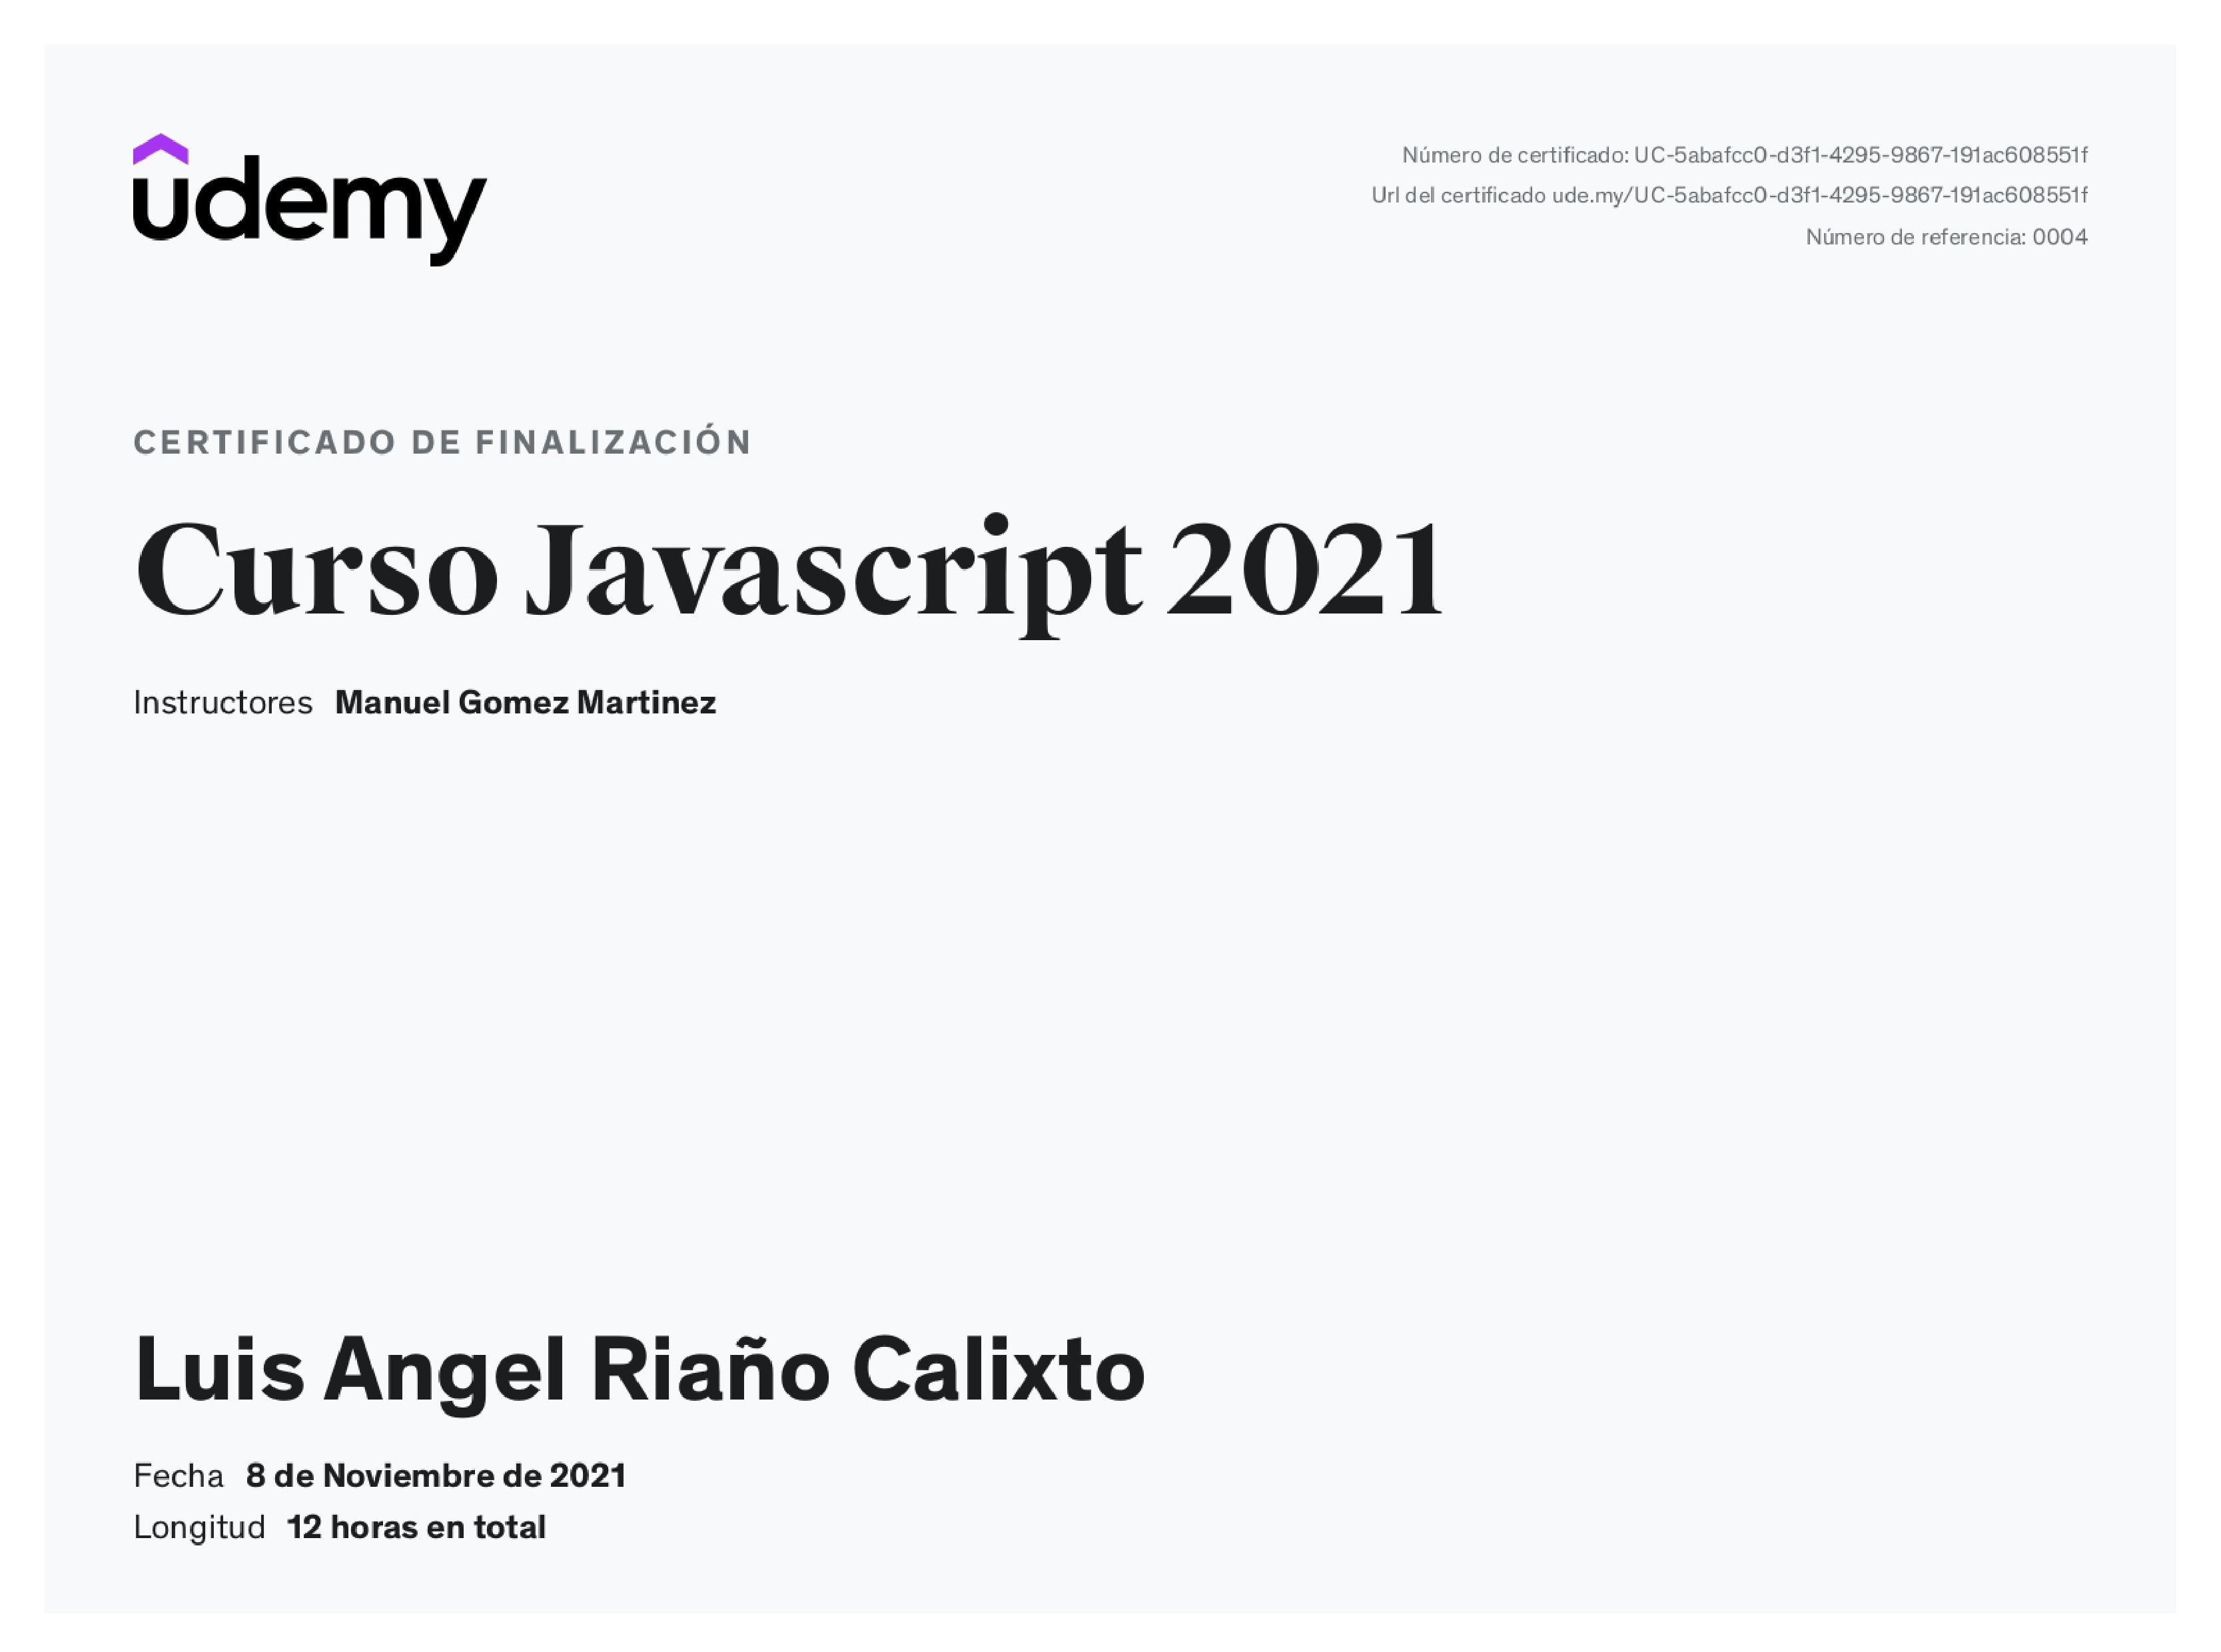 udemy
Número de certificado: UC-5abafcc0-d3f1-4295-9867-191ac608551f
Url del certificado ude.my/UC-5abafcc0-d3f1-4295-9867-191ac608551f
Número de referencia: 0004
CERTIFICADO DE FINALIZACIÓN
Curso Javascript 2021
Instructores Manuel Gomez Martinez
Luis Angel Riaño Calixto
Fecha 8 de Noviembre de 2021
Longitud 12 horas en total